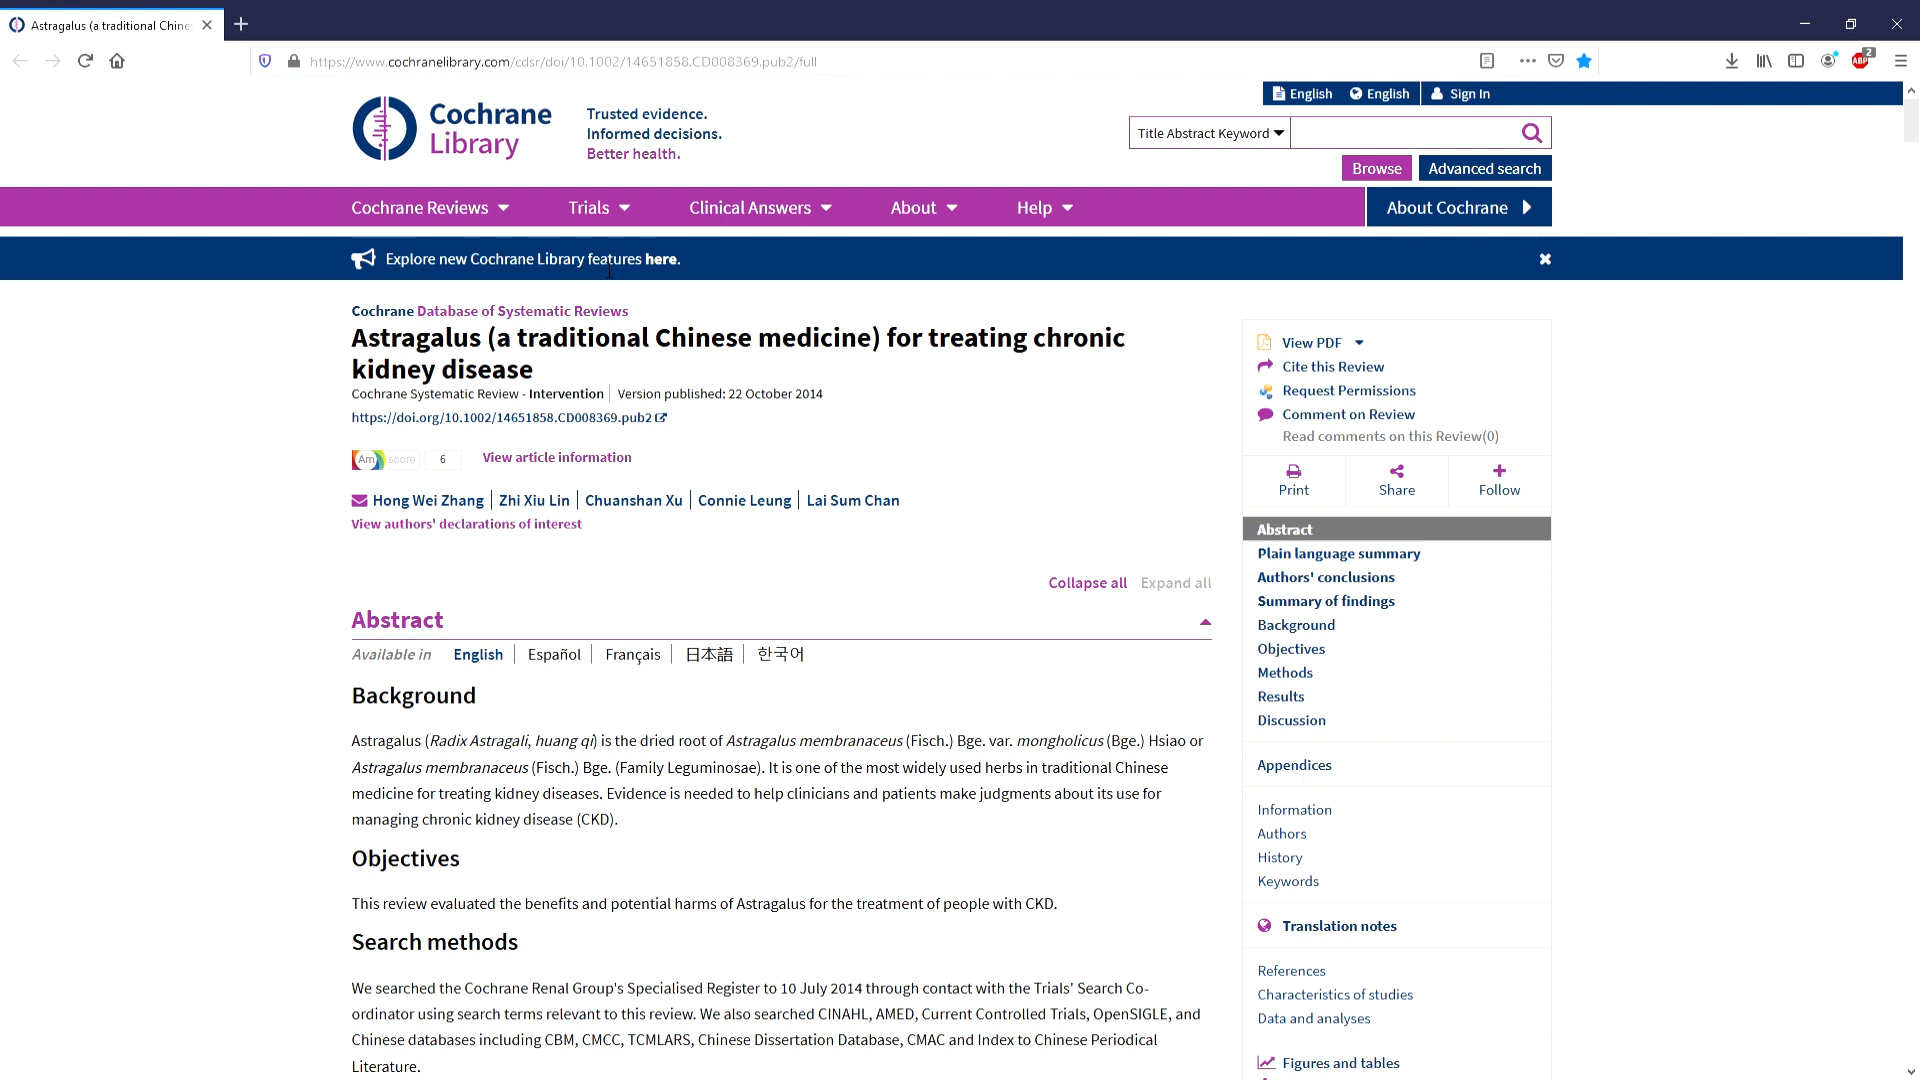 Astragalus (a traditional Chine
https://www.cochranelibrary.com/cdsr/doi/10.1002/14651858.CD008369.pub2/full
ABP
2
English
English
Sign In
Cochrane
Library
Trusted evidence.
Informed decisions.
Better health.
Title Abstract Keyword
Browse
Advanced search
Cochrane Reviews
Trials
Clinical Answers
About
Help
About Cochrane
Explore new Cochrane Library features here.
Cochrane Database of Systematic Reviews
Astragalus (a traditional Chinese medicine) for treating chronic
kidney disease
Cochrane Systematic Review - Intervention | Version published: 22 October 2014
https://doi.org/10.1002/14651858.CD008369.pub2
Am score 6
View article information
Hong Wei Zhang | Zhi Xiu Lin | Chuanshan Xu | Connie Leung | Lai Sum Chan
View authors' declarations of interest
Collapse all Expand all
Abstract
Available in English | Español | Français | 日本語 | 한국어
Background
Astragalus (Radix Astragali, huang qi) is the dried root of Astragalus membranaceus (Fisch.) Bge. var. mongholicus (Bge.) Hsiao or
Astragalus membranaceus (Fisch.) Bge. (Family Leguminosae). It is one of the most widely used herbs in traditional Chinese
medicine for treating kidney diseases. Evidence is needed to help clinicians and patients make judgments about its use for
managing chronic kidney disease (CKD).
Objectives
This review evaluated the benefits and potential harms of Astragalus for the treatment of people with CKD.
Search methods
We searched the Cochrane Renal Group's Specialised Register to 10 July 2014 through contact with the Trials' Search Co-
ordinator using search terms relevant to this review. We also searched CINAHL, AMED, Current Controlled Trials, OpenSIGLE, and
Chinese databases including CBM, CMCC, TCMLARS, Chinese Dissertation Database, CMAC and Index to Chinese Periodical
Literature.
View PDF
Cite this Review
Request Permissions
Comment on Review
Read comments on this Review(0)
Print
Share
Follow
Abstract
Plain language summary
Authors' conclusions
Summary of findings
Background
Objectives
Methods
Results
Discussion
Appendices
Information
Authors
History
Keywords
Translation notes
References
Characteristics of studies
Data and analyses
Figures and tables